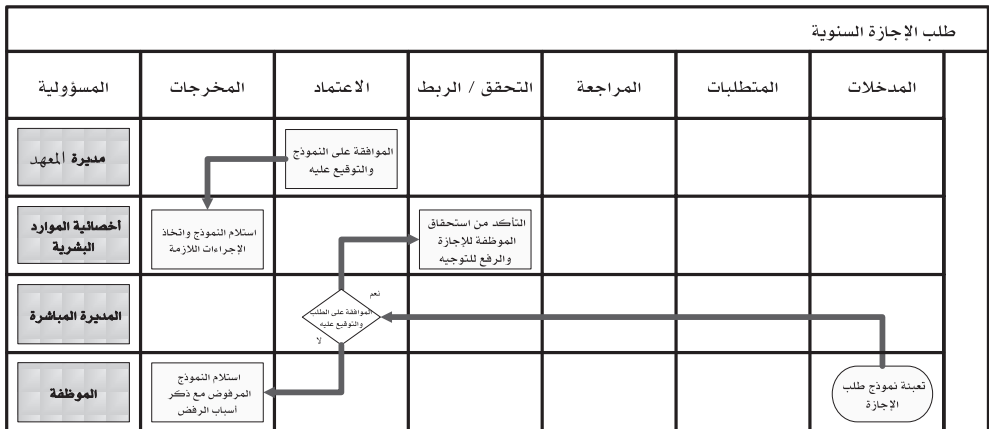 طلب الإجازة السنوية
المدخلات
المتطلبات
المراجعة
التحقق / الربط
الاعتماد
المخرجات
المسؤولية
الموافقة على النموذج
والتوقيع عليه
مديرة المعهد
التأكد من استحقاق
الموظفة للإجازة
والرفع للتوجيه
استلام النموذج واتخاذ
الإجراءات اللازمة
أخصائية الموارد
البشرية
نعم
الموافقة على الطلب
والتوقيع عليه
لا
المديرة المباشرة
تعبئة نموذج طلب
الإجازة
استلام النموذج
المرفوض مع ذكر
أسباب الرفض
الموظفة